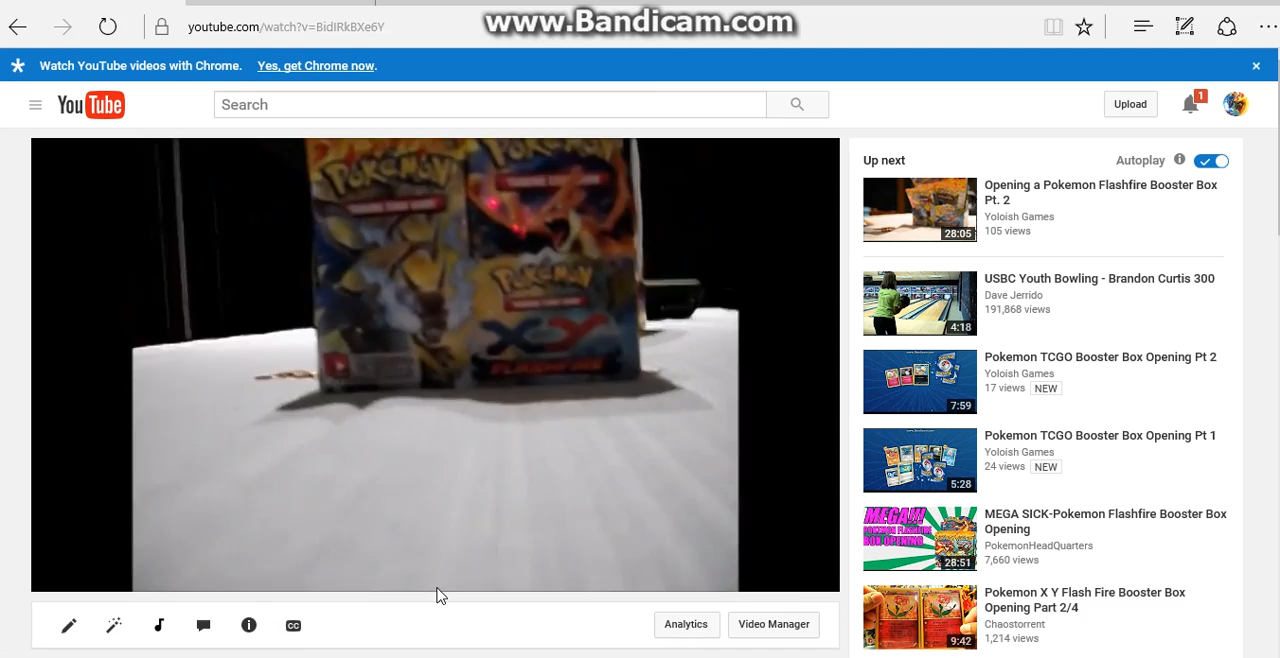 www.Bandicam.com
youtube.com/watch?v=BidIRkBXe6Y
Watch YouTube videos with Chrome. Yes, get Chrome now.
YouTube
Search
Upload
1
POKEMON
POKEMON
POKEMON
XY
Up next
Autoplay
Opening a Pokemon Flashfire Booster Box
Pt. 2
Yoloish Games
105 views
28:05
USBC Youth Bowling - Brandon Curtis 300
Dave Jerrido
191,868 views
4:18
Pokemon TCGO Booster Box Opening Pt 2
Yoloish Games
17 views NEW
7:59
Pokemon TCGO Booster Box Opening Pt 1
Yoloish Games
24 views NEW
5:28
MEGA!!!
MEGA SICK-Pokemon Flashfire Booster Box
Opening
PokemonHeadQuarters
7,660 views
28:51
Pokemon X Y Flash Fire Booster Box
Opening Part 2/4
Chaostorrent
1,214 views
9:42
CC
Analytics
Video Manager